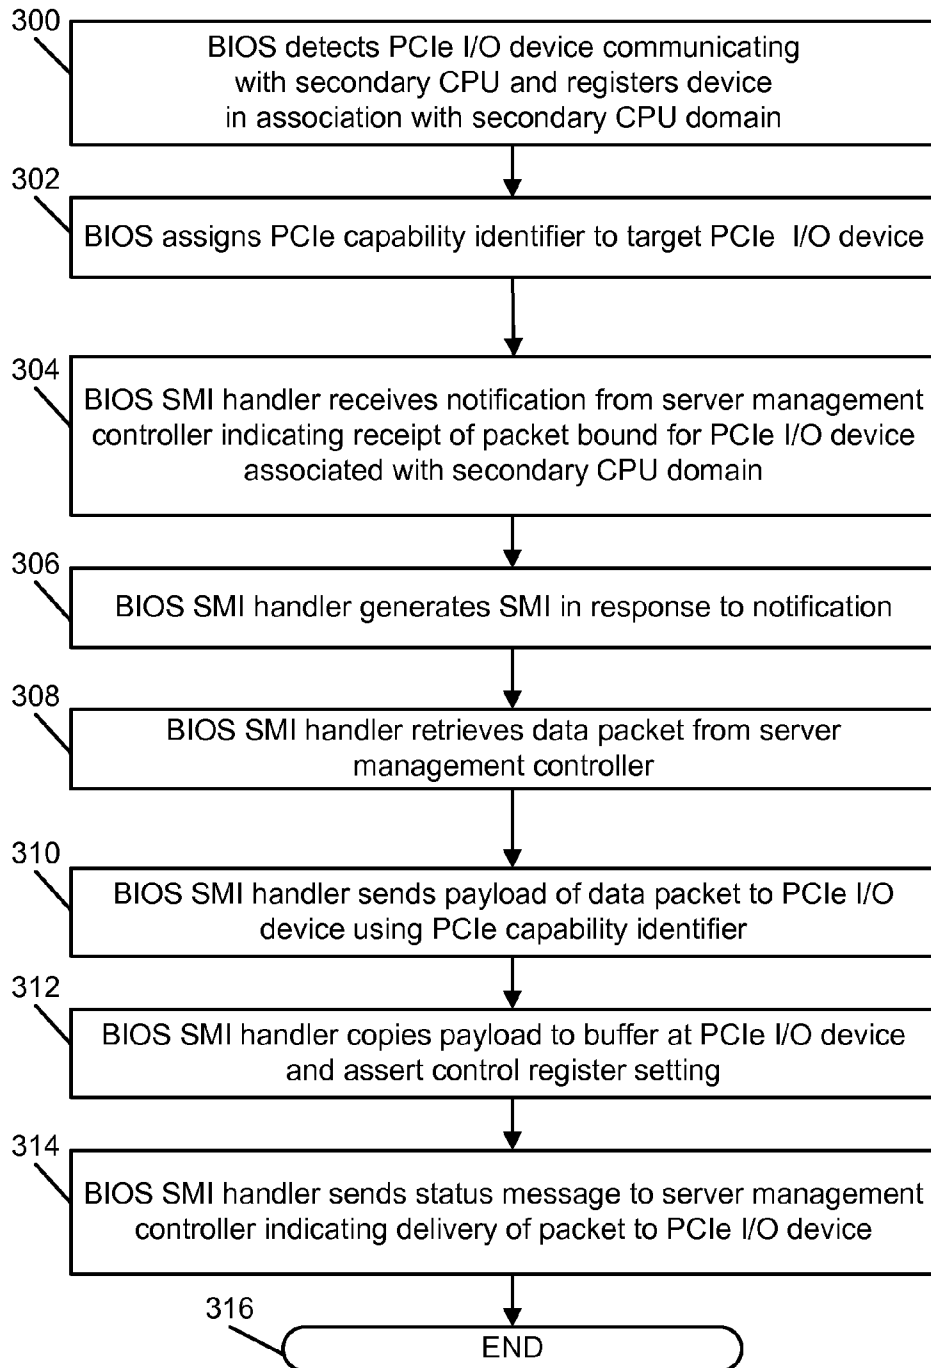 300
BIOS detects PCIe I/O device communicating
with secondary CPU and registers device
in association with secondary CPU domain
302
BIOS assigns PCIe capability identifier to target PCIe I/O device
304
BIOS SMI handler receives notification from server management
controller indicating receipt of packet bound for PCIe I/O device
associated with secondary CPU domain
306
BIOS SMI handler generates SMI in response to notification
308
BIOS SMI handler retrieves data packet from server
management controller
310
BIOS SMI handler sends payload of data packet to PCIe I/O
device using PCIe capability identifier
312
BIOS SMI handler copies payload to buffer at PCIe I/O device
and assert control register setting
314
BIOS SMI handler sends status message to server management
controller indicating delivery of packet to PCIe I/O device
316
END